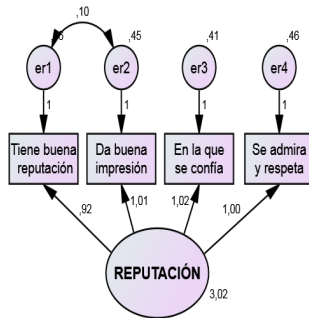 ,10
,45
,41
,46
er1
er2
er3
er4
1
1
1
1
Tiene buena
reputación
Da buena
impresión
En la que
se confía
Se admira
y respeta
,92
1,01
1,02
1,00
REPUTACIÓN
3,02